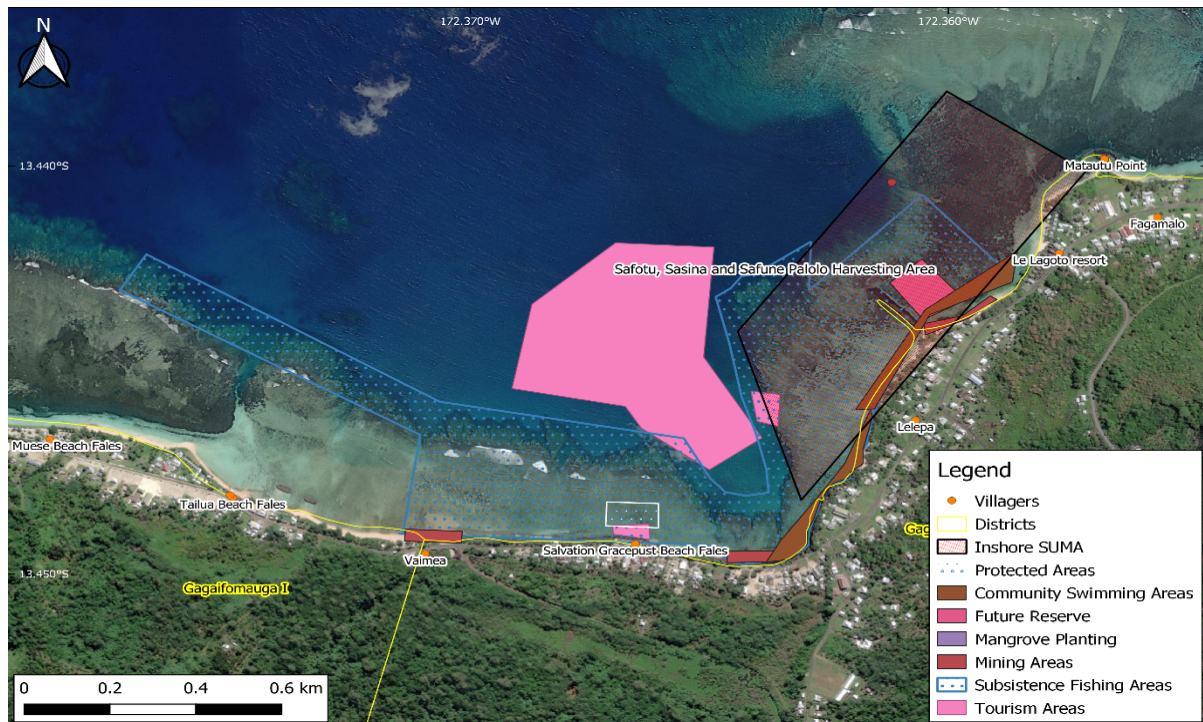 N
172.370°W
172.360°W
13.440°S
Matautu Point
Fagamalo
Le Lagoto resort
Safotu, Sasina and Safune Palolo Harvesting Area
Muese Beach Fales
Lelepa
Tailua Beach Fales
Salvation Gracepust Beach Fales
Vaimea
13.450°S
Gagaifomauga I
0 0.2 0.4 0.6 km
Legend
Villagers
Districts
Inshore SUMA
Protected Areas
Community Swimming Areas
Future Reserve
Mangrove Planting
Mining Areas
Subsistence Fishing Areas
Tourism Areas